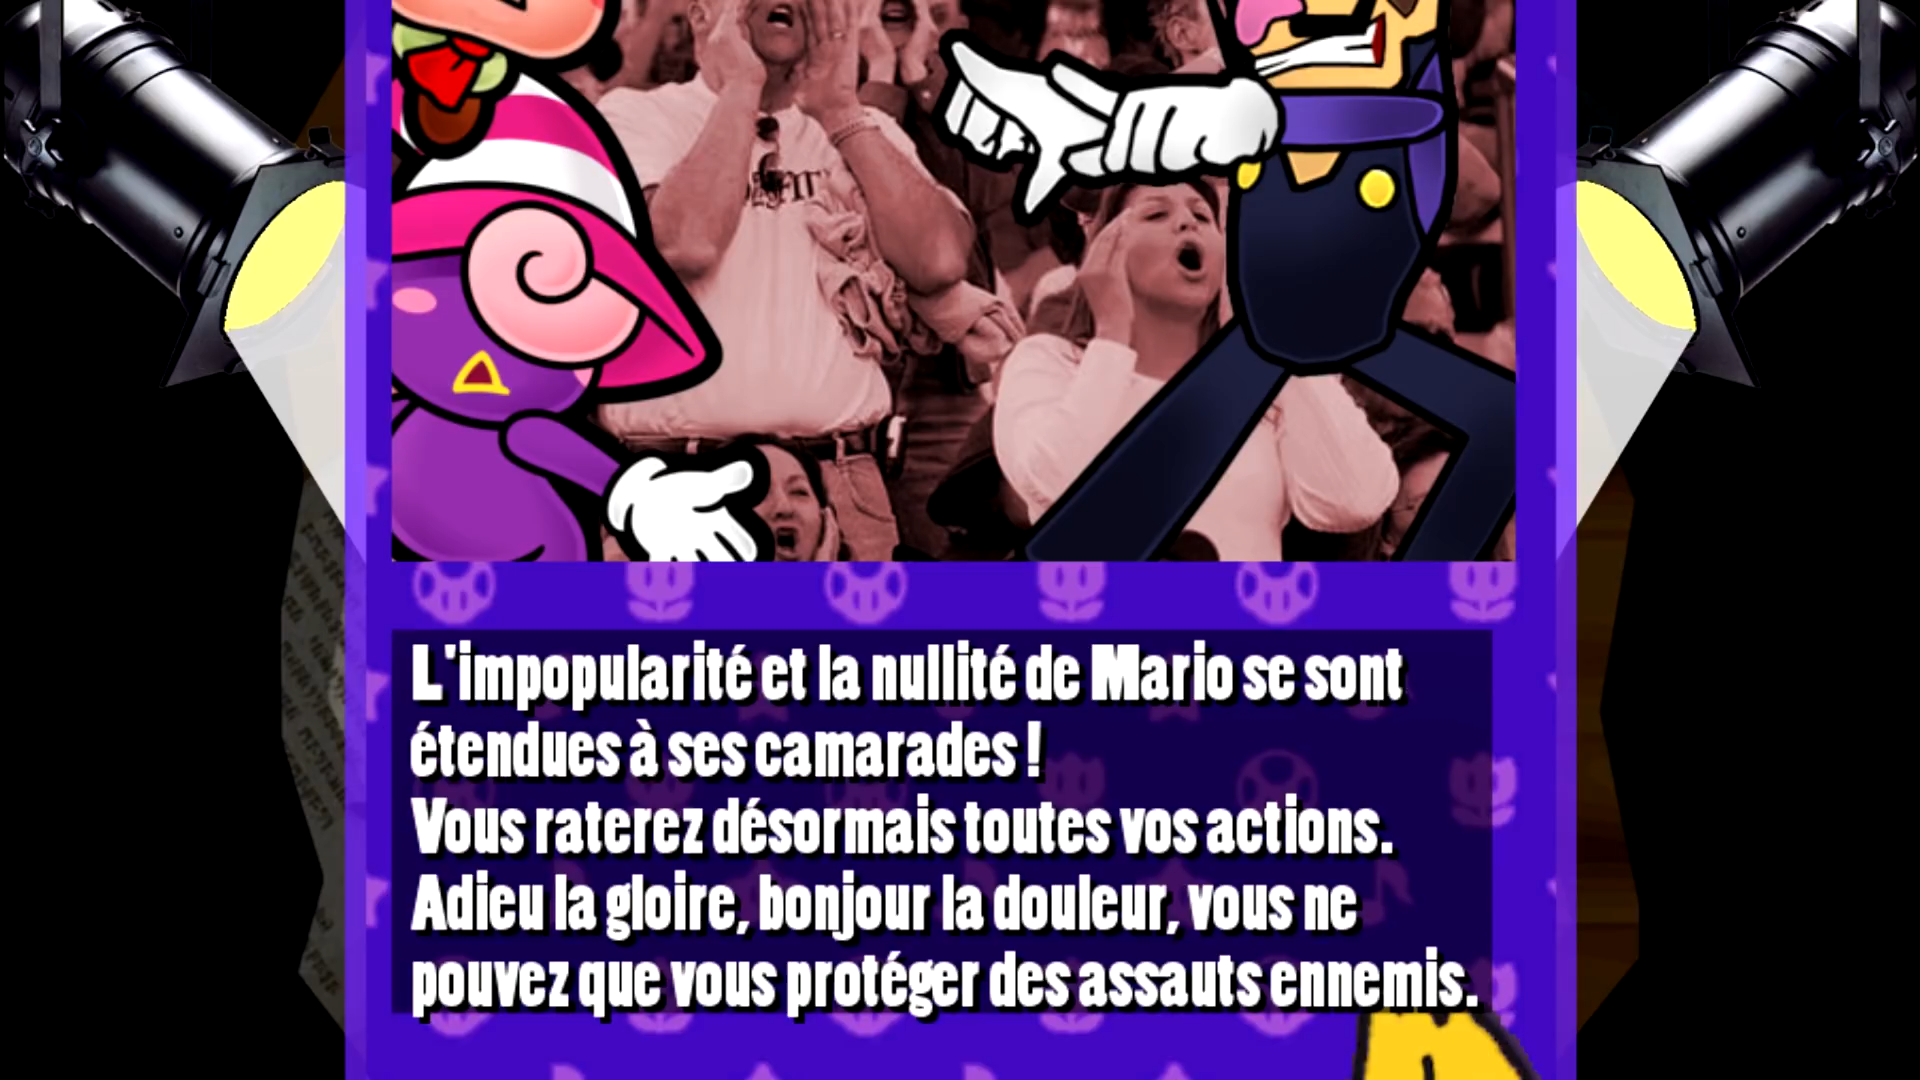 L'impopularité et la nullité de Mario se sont
étendues à ses camarades !
Vous raterez désormais toutes vos actions.
Adieu la gloire, bonjour la douleur, vous ne
pouvez que vous protéger des assauts ennemis.